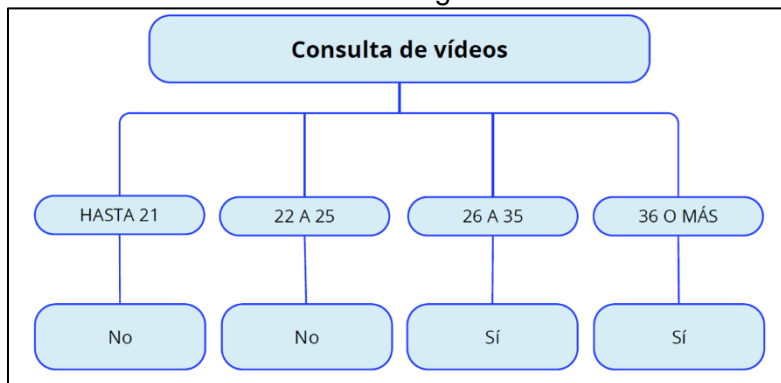 Consulta de vídeos
HASTA 21
22 A 25
26 A 35
36 O MÁS
No
No
Sí
Sí